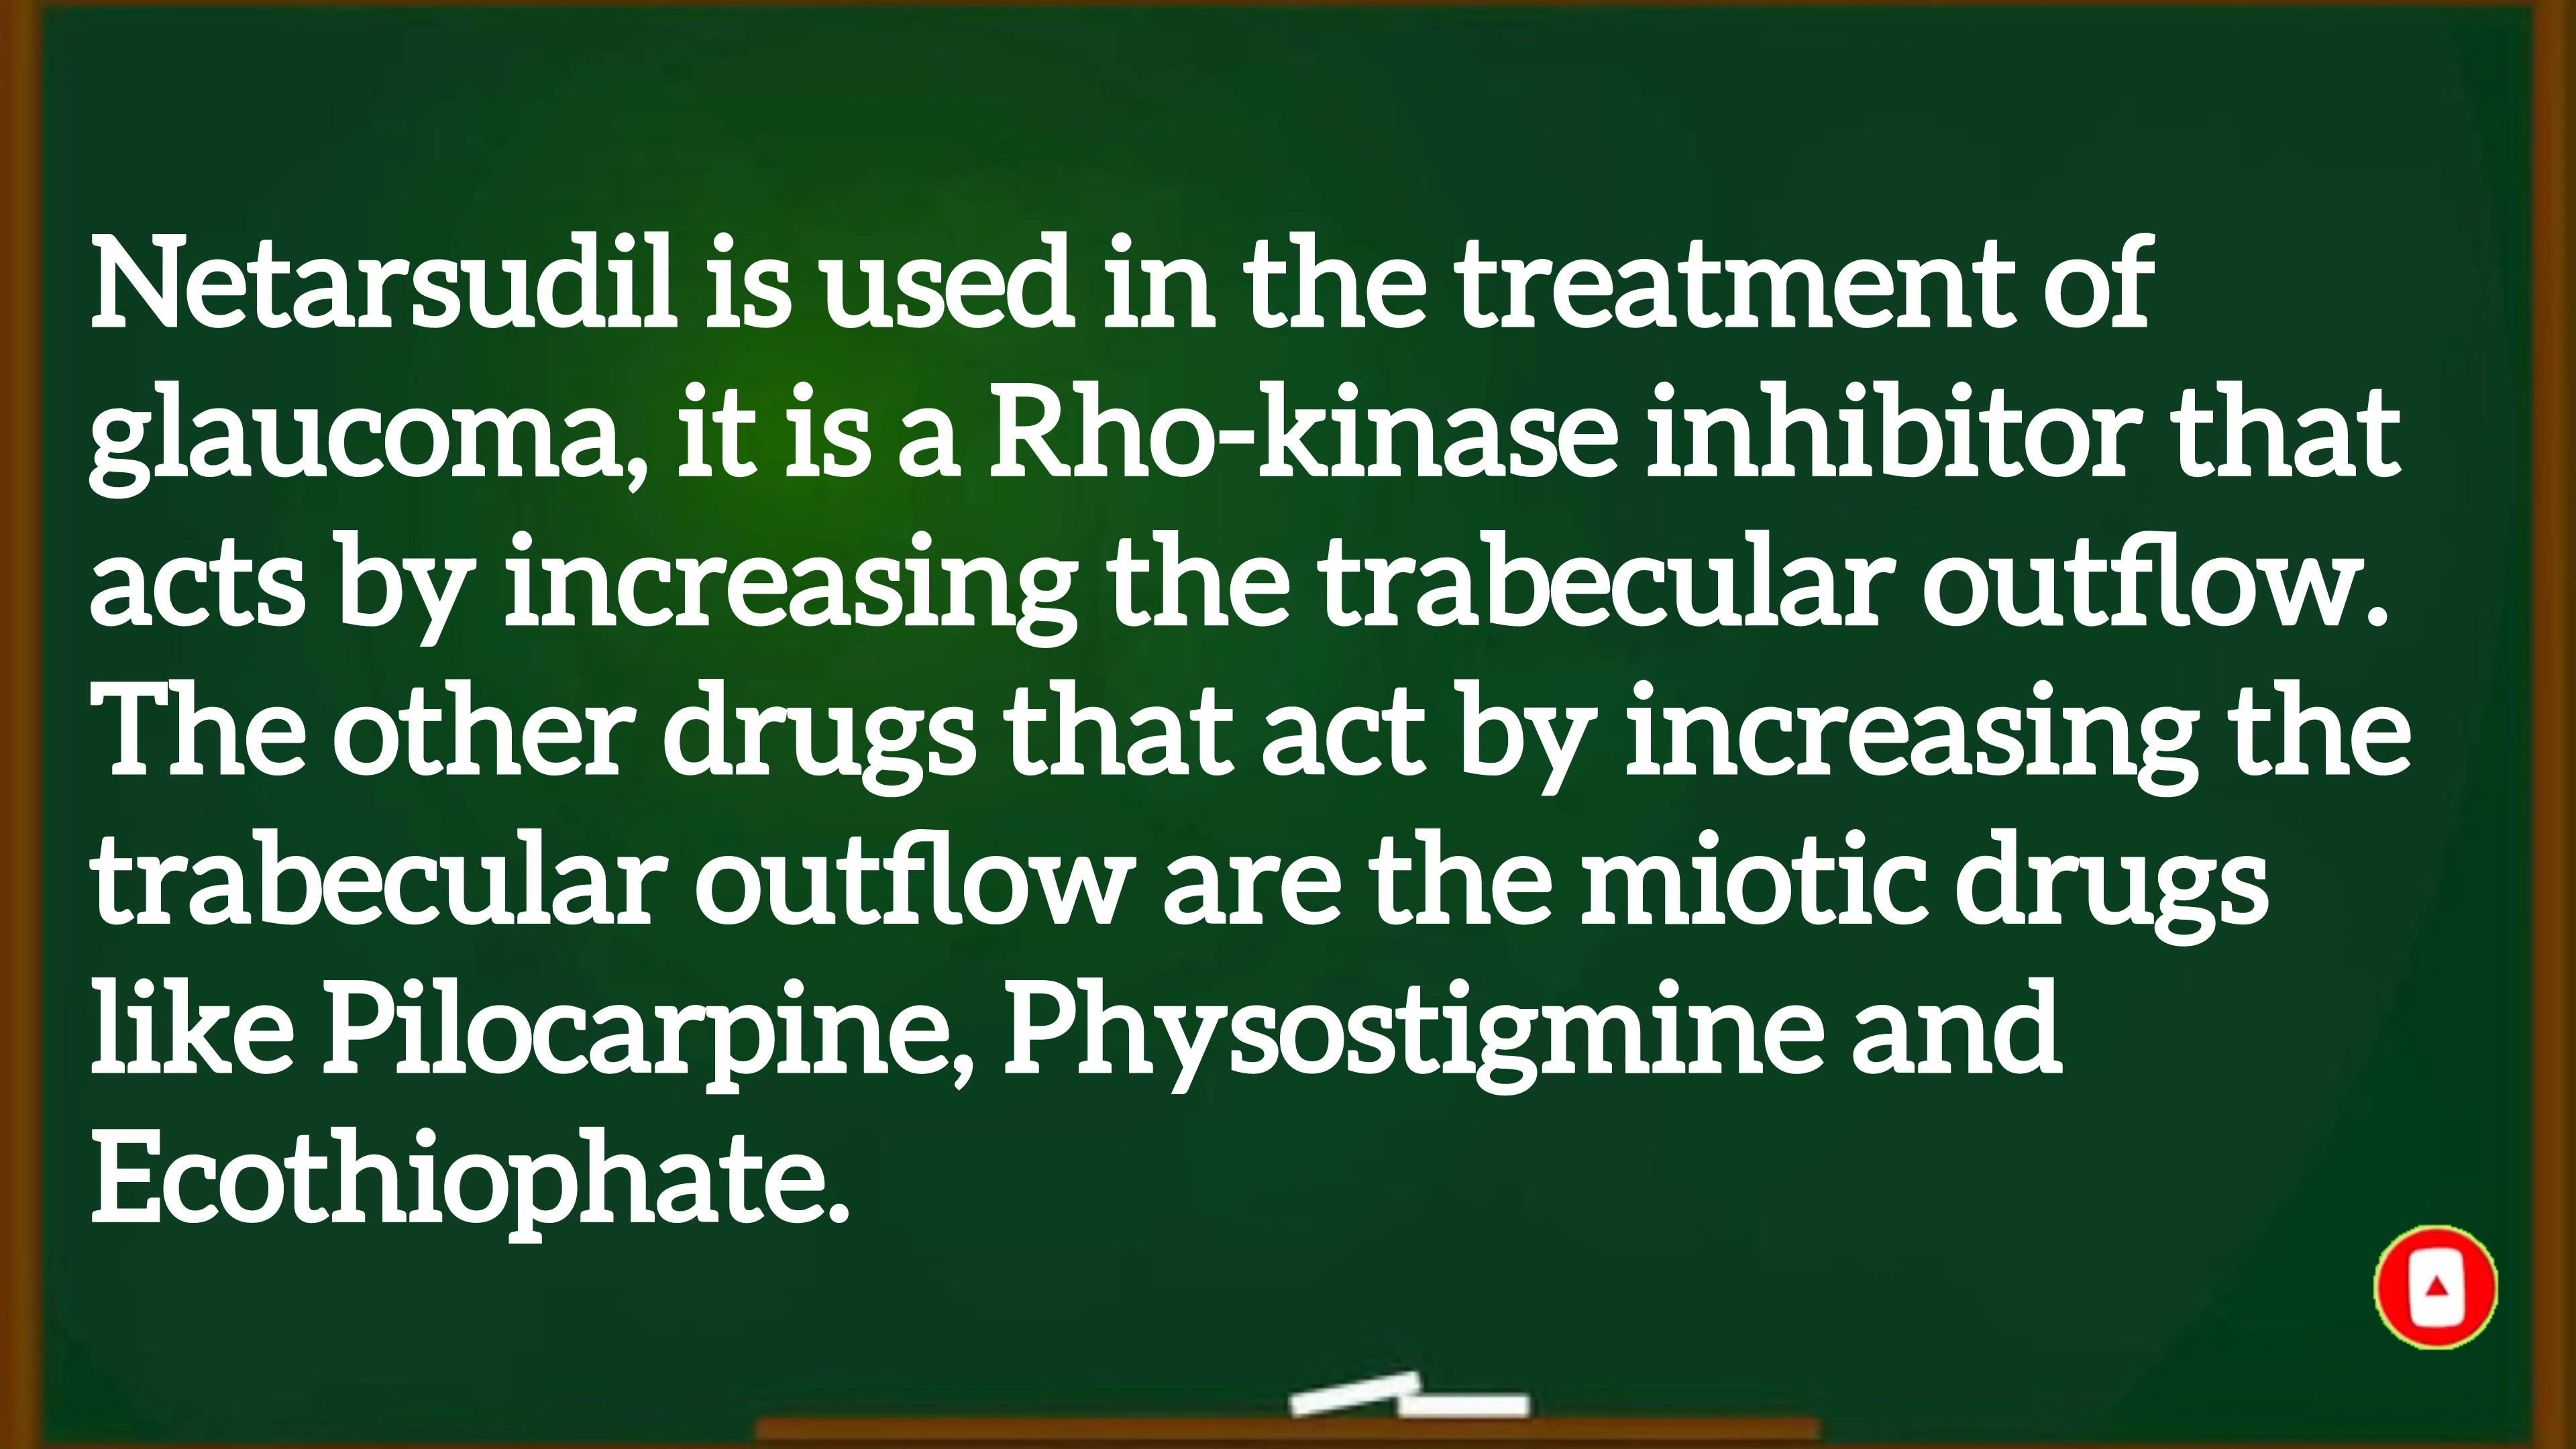 Netarsudil is used in the treatment of
glaucoma, it is a Rho-kinase inhibitor that
acts by increasing the trabecular outflow.
The other drugs that act by increasing the
trabecular outflow are the miotic drugs
like Pilocarpine, Physostigmine and
Ecothiophate.